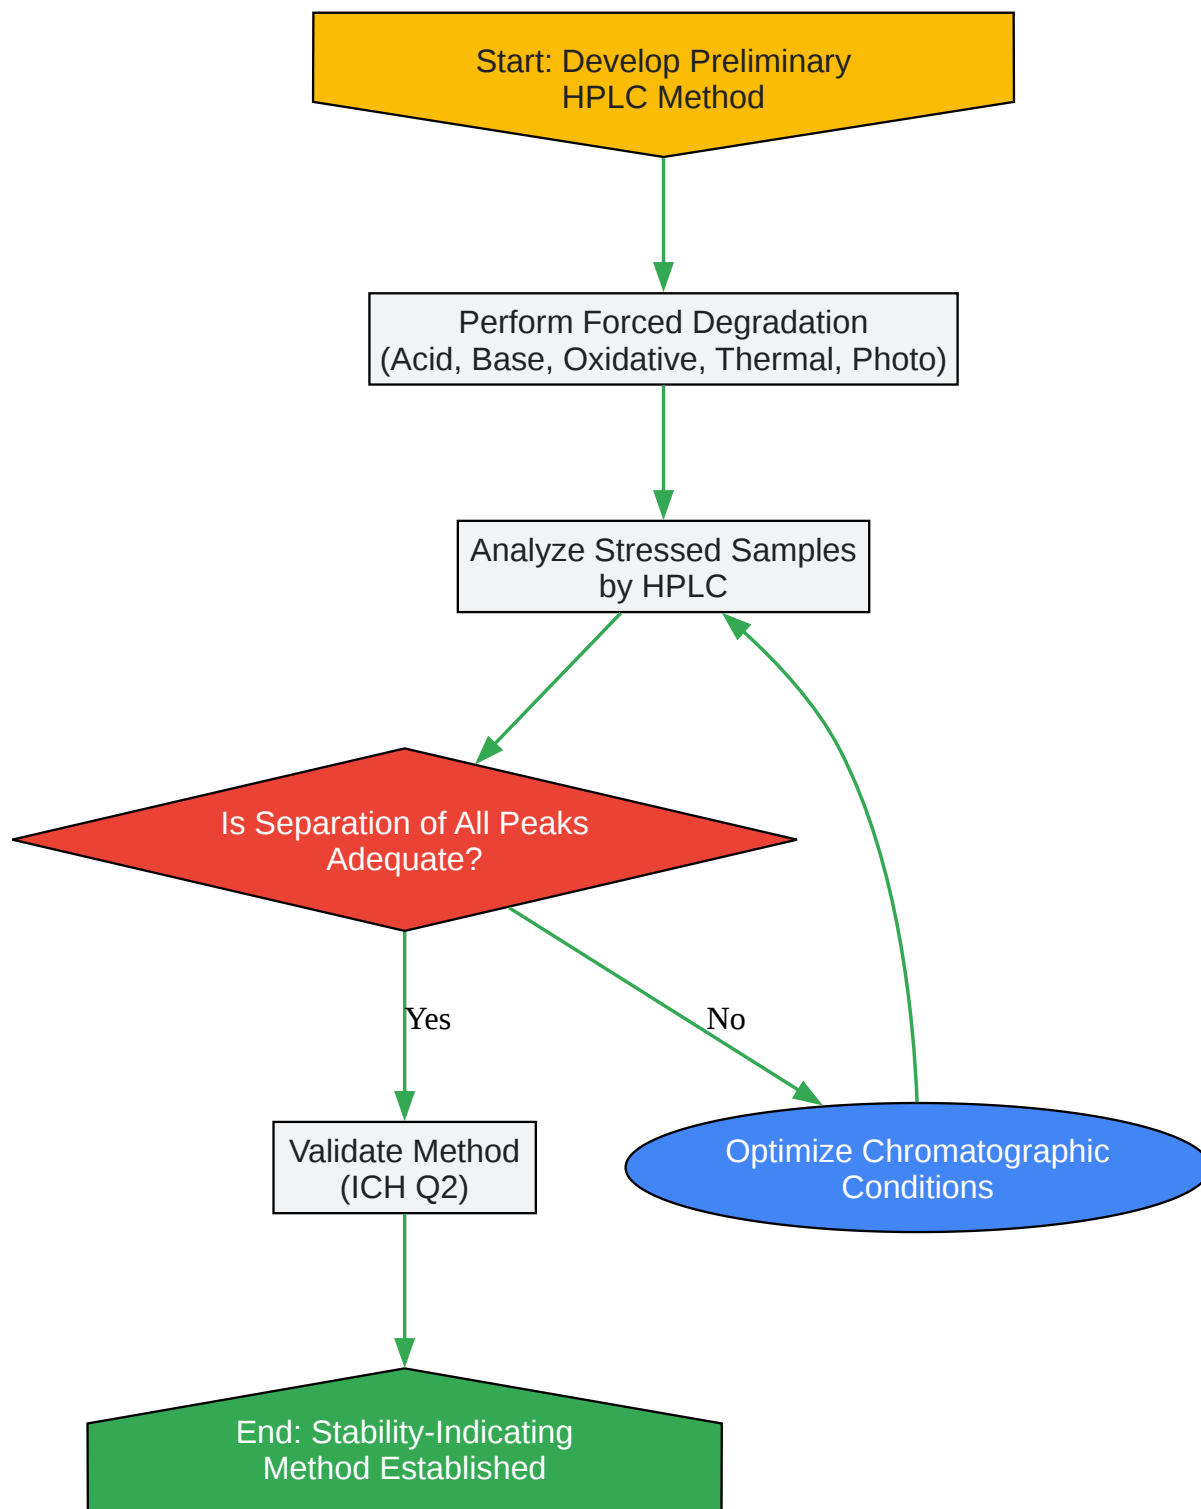 Start: Develop Preliminary
HPLC Method
Perform Forced Degradation
(Acid, Base, Oxidative, Thermal, Photo)
Analyze Stressed Samples
by HPLC
Is Separation of All Peaks
Adequate?
Yes
No
Validate Method
(ICH Q2)
Optimize Chromatographic
Conditions
End: Stability-Indicating
Method Established